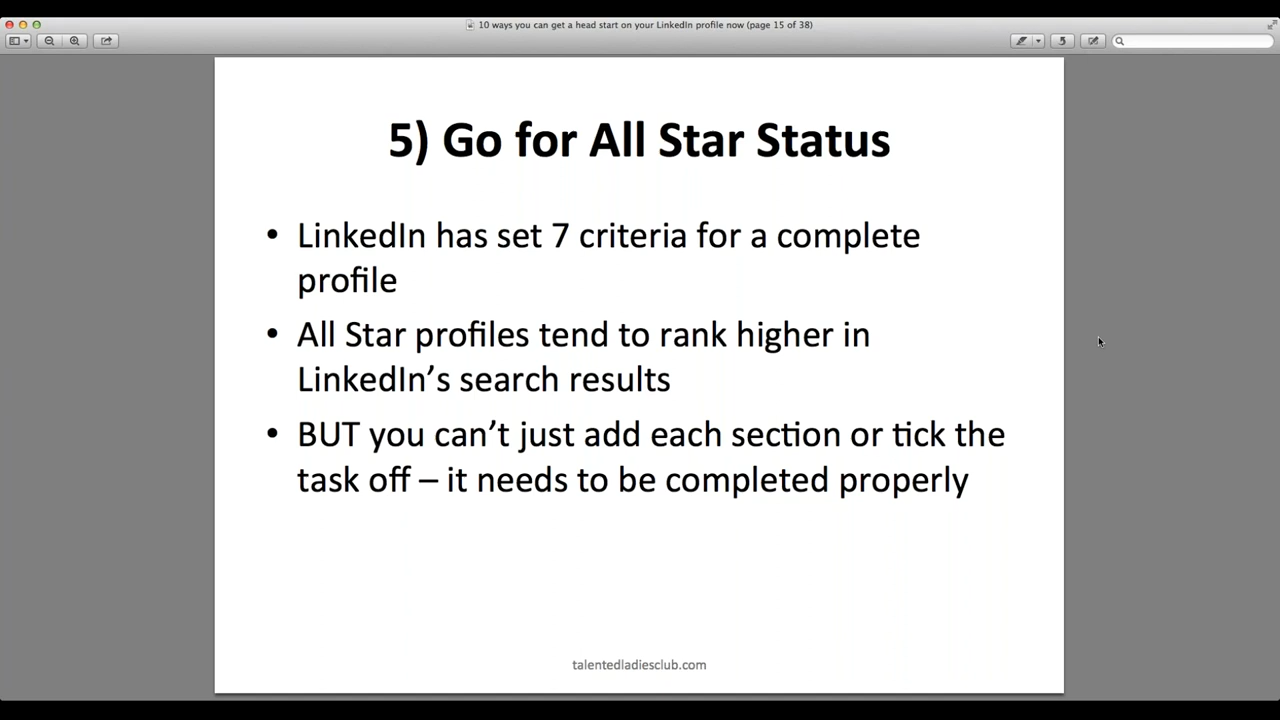 10 ways you can get a head start on your LinkedIn profile now (page 15 of 38)
5) Go for All Star Status
• LinkedIn has set 7 criteria for a complete
profile
• All Star profiles tend to rank higher in
LinkedIn’s search results
• BUT you can’t just add each section or tick the
task off – it needs to be completed properly
talentedladiesclub.com